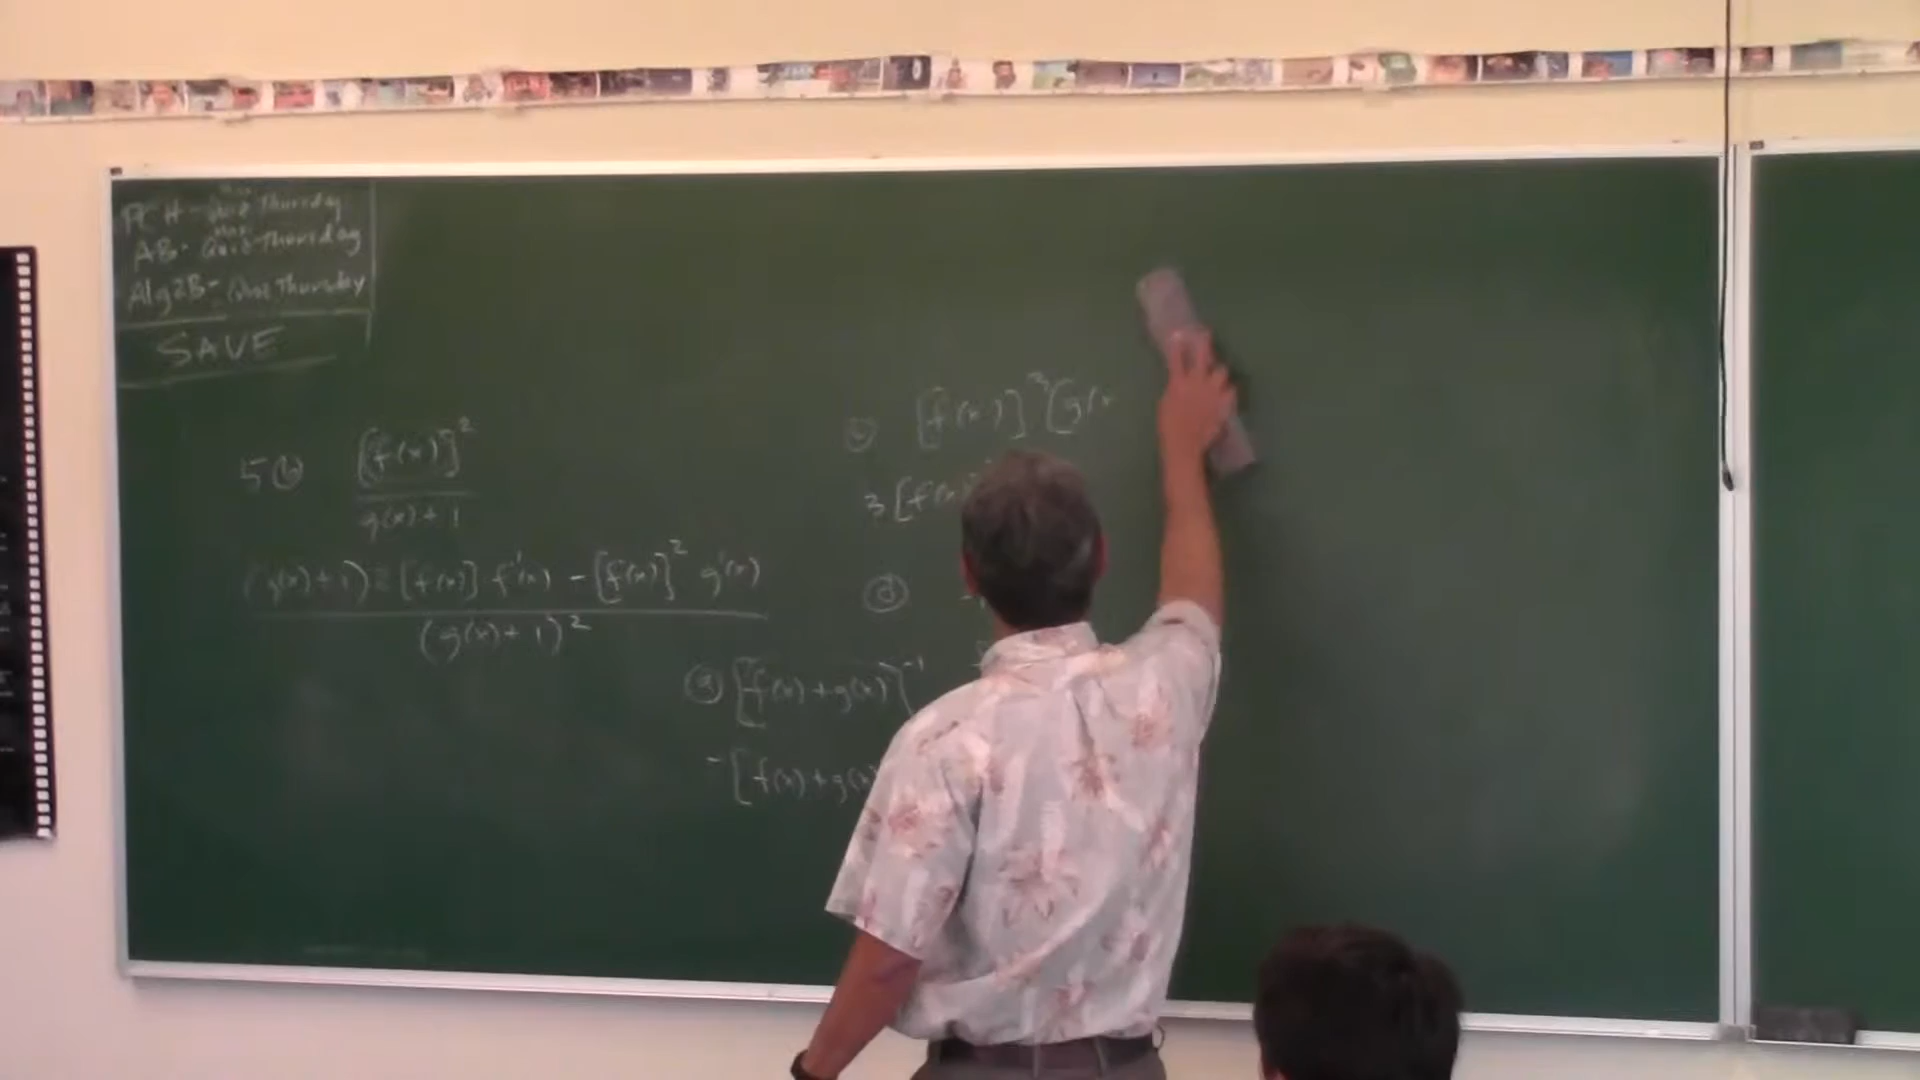 PCH - Quiz Thursday
AB - Quiz Thursday
Alg2B - Quiz Thursday
SAVE
5 ⓑ [f(x)]²
g(x) + 1
(g(x)+1) 2 [f(x)] f'(x) - [f(x)]² g'(x)
(g(x) + 1)²
ⓒ [f(x)]³ [g(x
3 [f(x)
ⓓ
ⓐ [f(x) + g(x)]⁻¹
- [f(x) + g(x)